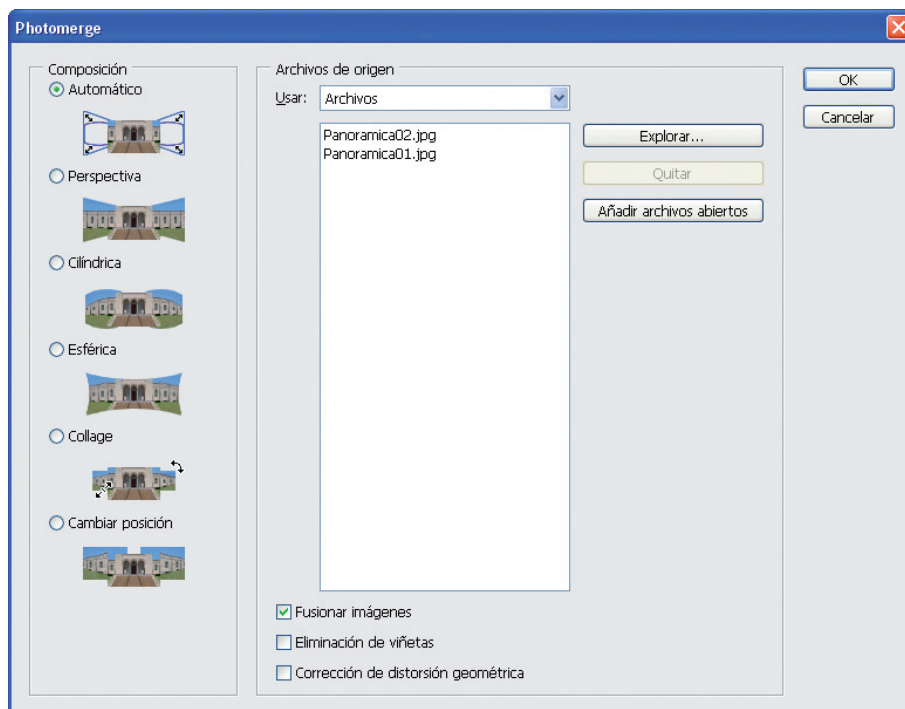 Photomerge
Composición
Automático
Perspectiva
Cilíndrica
Esférica
Collage
Cambiar posición
Archivos de origen
Usar: Archivos
Panoramica02.jpg
Panoramica01.jpg
Explorar...
Quitar
Añadir archivos abiertos
Fusionar imágenes
Eliminación de viñetas
Corrección de distorsión geométrica
OK
Cancelar